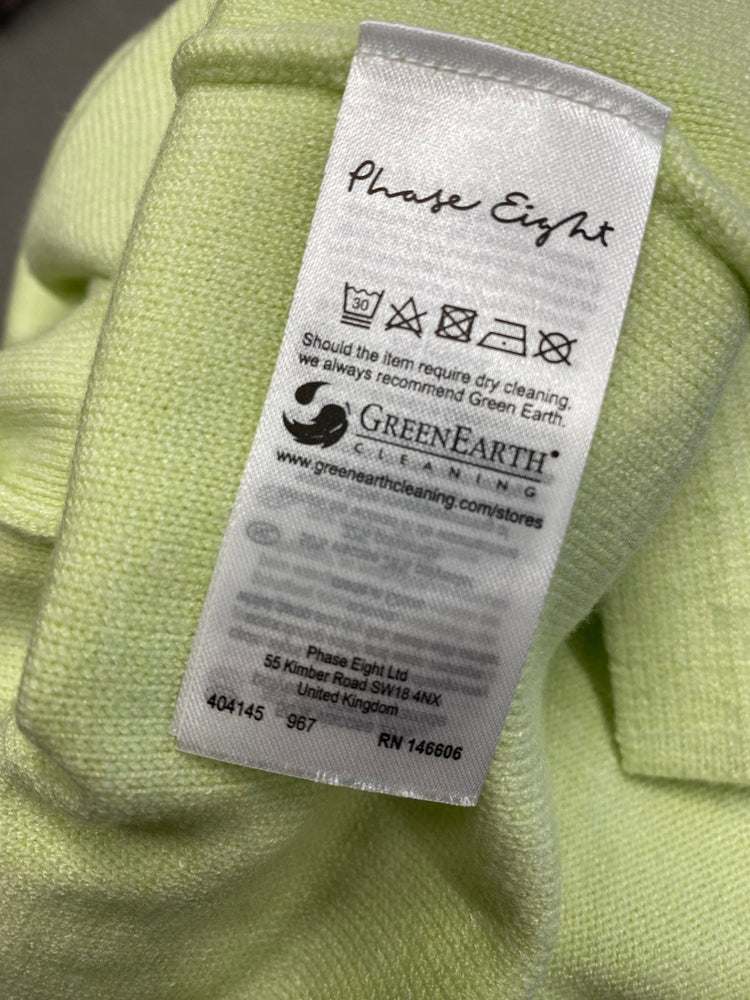 Phase Eight
30
Should the item require dry cleaning,
we always recommend Green Earth.
GREENEARTH
CLEANING
www.greenearthcleaning.com/stores
Phase Eight Ltd
55 Kimber Road SW18 4NX
United Kingdom
404145 967 RN 146606